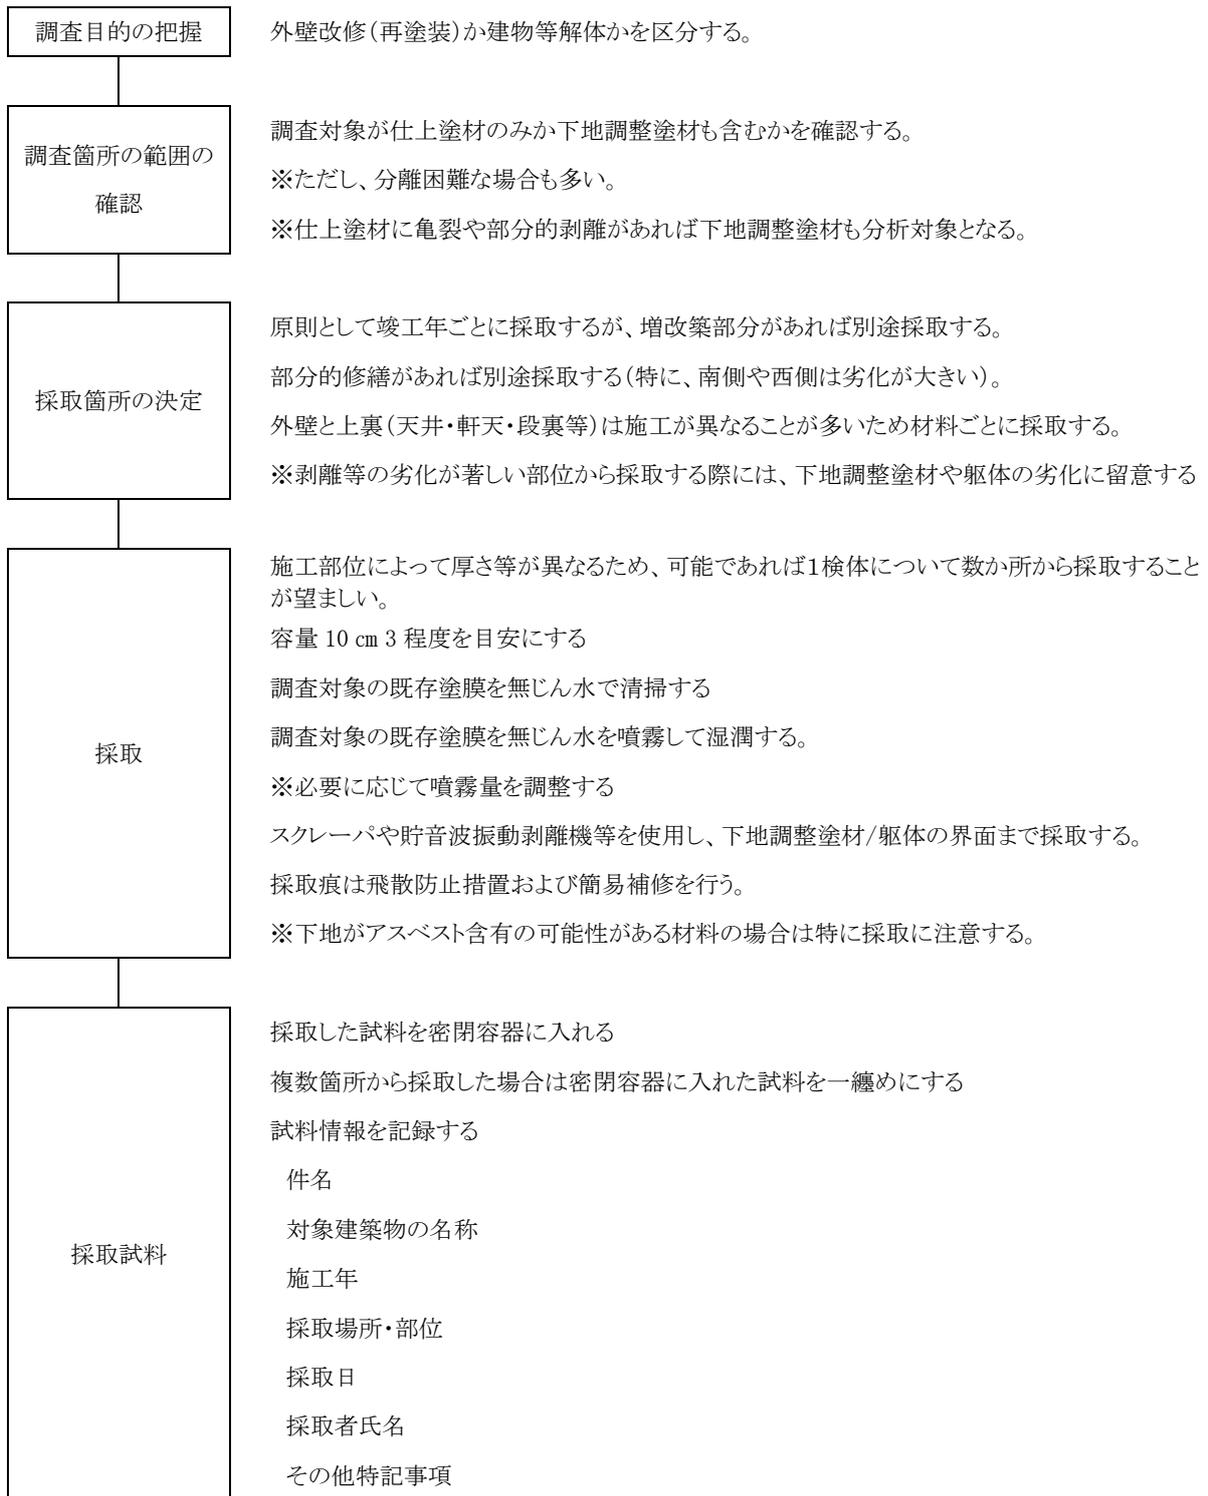 調査目的の把握
外壁改修(再塗装)か建物等解体かを区分する。
調査箇所の範囲の
確認
調査対象が仕上塗材のみか下地調整塗材も含むかを確認する。
※ただし、分離困難な場合も多い。
※仕上塗材に亀裂や部分的剥離があれば下地調整塗材も分析対象となる。
採取箇所の決定
原則として竣工年ごとに採取するが、増改築部分があれば別途採取する。
部分的修繕があれば別途採取する(特に、南側や西側は劣化が大きい)。
外壁と上裏(天井・軒天・段裏等)は施工が異なることが多いため材料ごとに採取する。
※剥離等の劣化が著しい部位から採取する際には、下地調整塗材や躯体の劣化に留意する
採取
施工部位によって厚さ等が異なるため、可能であれば1検体について数か所から採取すること
が望ましい。
容量 10 ㎝ 3 程度を目安にする
調査対象の既存塗膜を無じん水で清掃する
調査対象の既存塗膜を無じん水を噴霧して湿潤する。
※必要に応じて噴霧量を調整する
スクレーパや貯音波振動剥離機等を使用し、下地調整塗材/躯体の界面まで採取する。
採取痕は飛散防止措置および簡易補修を行う。
※下地がアスベスト含有の可能性がある材料の場合は特に採取に注意する。
採取試料
採取した試料を密閉容器に入れる
複数箇所から採取した場合は密閉容器に入れた試料を一纏めにする
試料情報を記録する
件名
対象建築物の名称
施工年
採取場所・部位
採取日
採取者氏名
その他特記事項